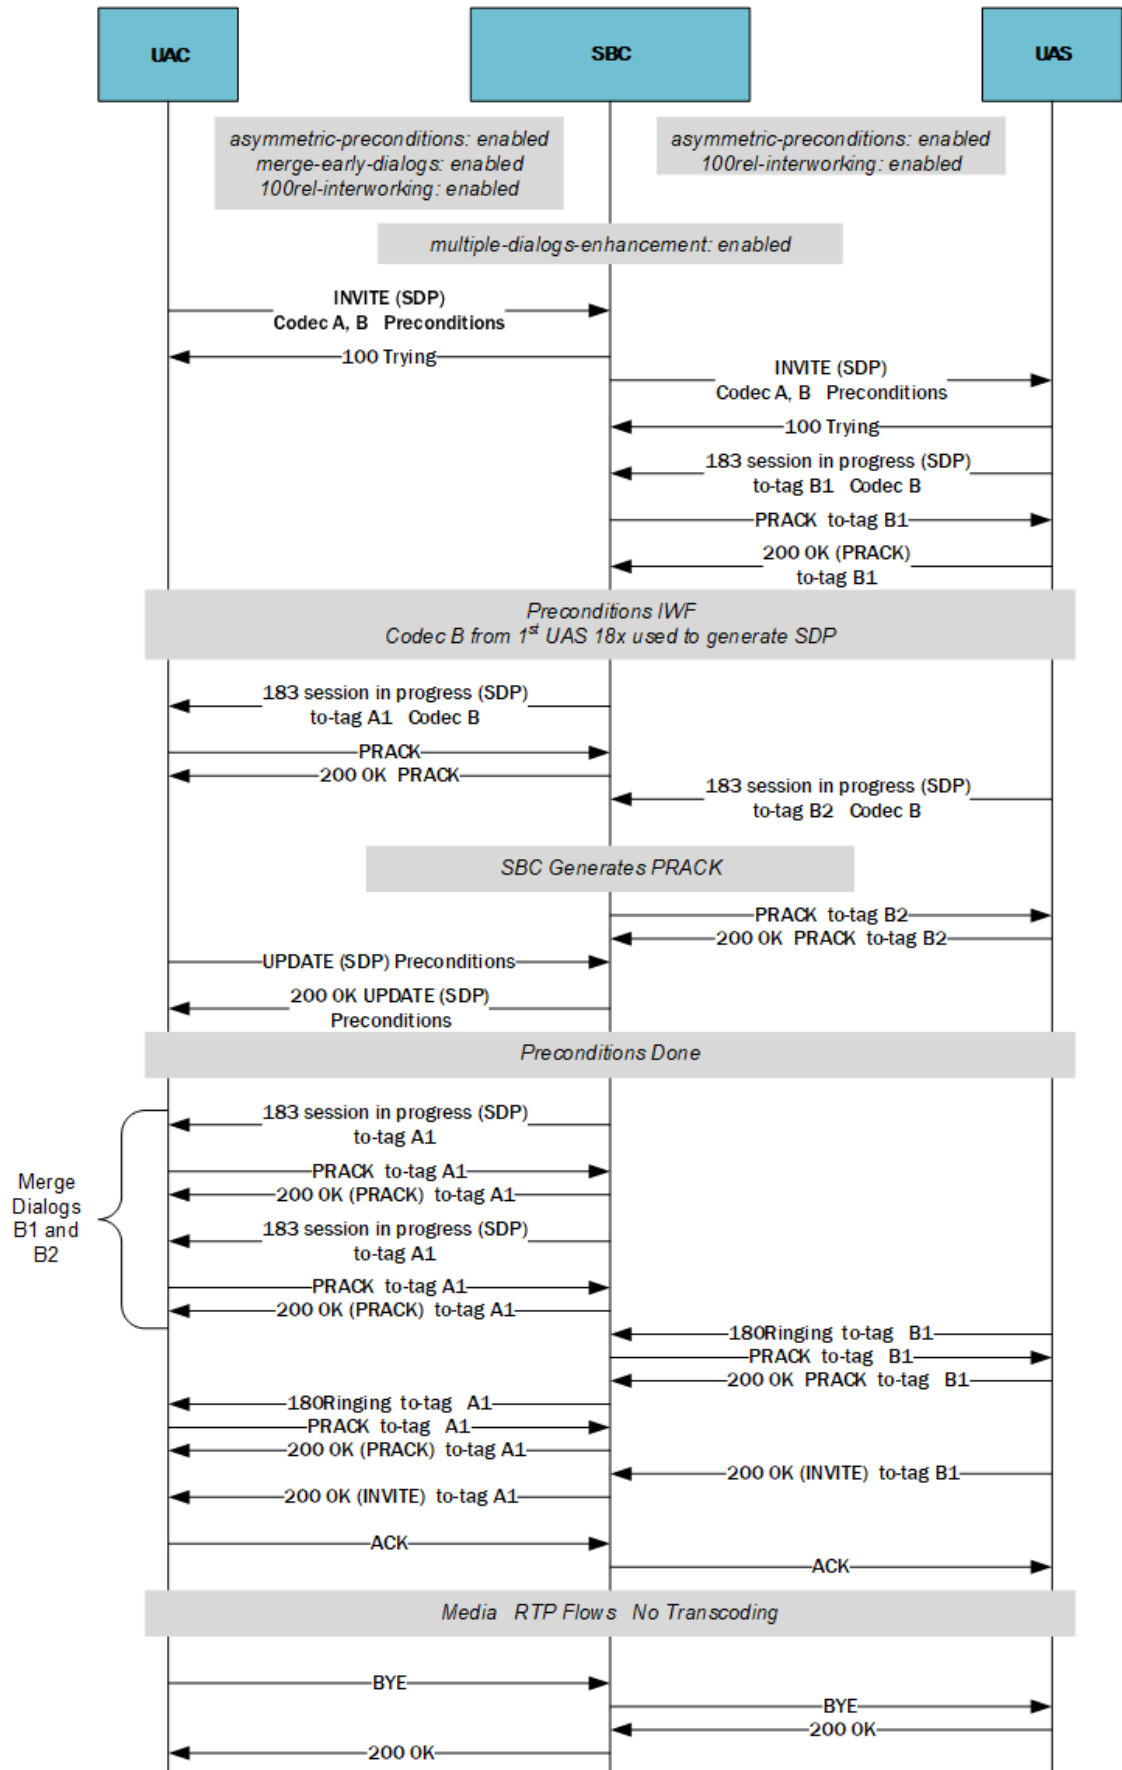 UAC
SBC
UAS
asymmetric-preconditions: enabled
merge-early-dialogs: enabled
100rel-interworking: enabled
asymmetric-preconditions: enabled
100rel-interworking: enabled
multiple-dialogs-enhancement: enabled
INVITE (SDP)
Codec A, B Preconditions
100 Trying
INVITE (SDP)
Codec A, B Preconditions
100 Trying
183 session in progress (SDP)
to-tag B1 Codec B
PRACK to-tag B1
200 OK (PRACK)
to-tag B1
Preconditions IWF
Codec B from 1st UAS 18x used to generate SDP
183 session in progress (SDP)
to-tag A1 Codec B
PRACK
200 OK PRACK
183 session in progress (SDP)
to-tag B2 Codec B
SBC Generates PRACK
PRACK to-tag B2
200 OK PRACK to-tag B2
UPDATE (SDP) Preconditions
200 OK UPDATE (SDP)
Preconditions
Preconditions Done
183 session in progress (SDP)
to-tag A1
PRACK to-tag A1
200 OK (PRACK) to-tag A1
Merge
Dialogs
B1 and
B2
183 session in progress (SDP)
to-tag A1
PRACK to-tag A1
200 OK (PRACK) to-tag A1
180Ringing to-tag B1
PRACK to-tag B1
200 OK PRACK to-tag B1
180Ringing to-tag A1
PRACK to-tag A1
200 OK (PRACK) to-tag A1
200 OK (INVITE) to-tag B1
200 OK (INVITE) to-tag A1
ACK
ACK
Media RTP Flows No Transcoding
BYE
BYE
200 OK
200 OK